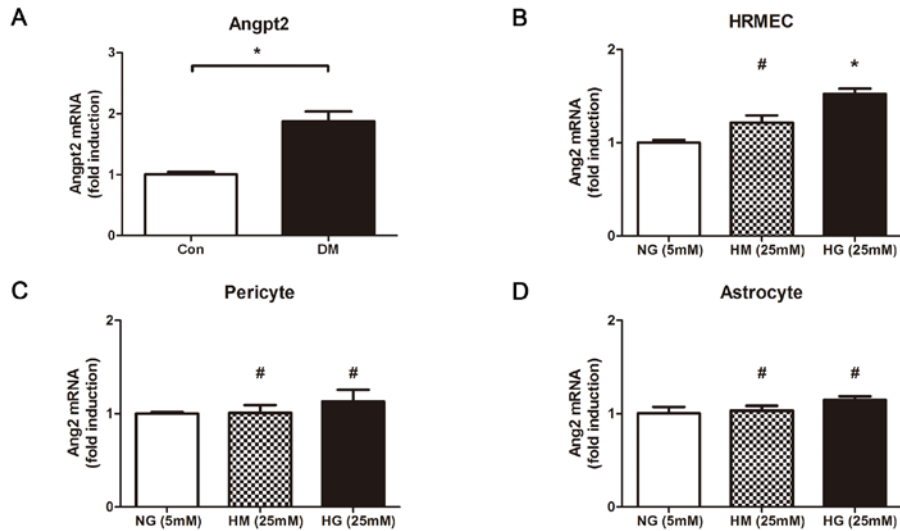 A
Angpt2
*
3
2
1
0
Angpt2 mRNA
(fold induction)
Con
DM
B
HRMEC
#
*
2
1
0
Ang2 mRNA
(fold induction)
NG (5mM)
HM (25mM)
HG (25mM)
C
Pericyte
#
#
2
1
0
Ang2 mRNA
(fold induction)
NG (5mM)
HM (25mM)
HG (25mM)
D
Astrocyte
#
#
2
1
0
Ang2 mRNA
(fold induction)
NG (5mM)
HM (25mM)
HG (25mM)